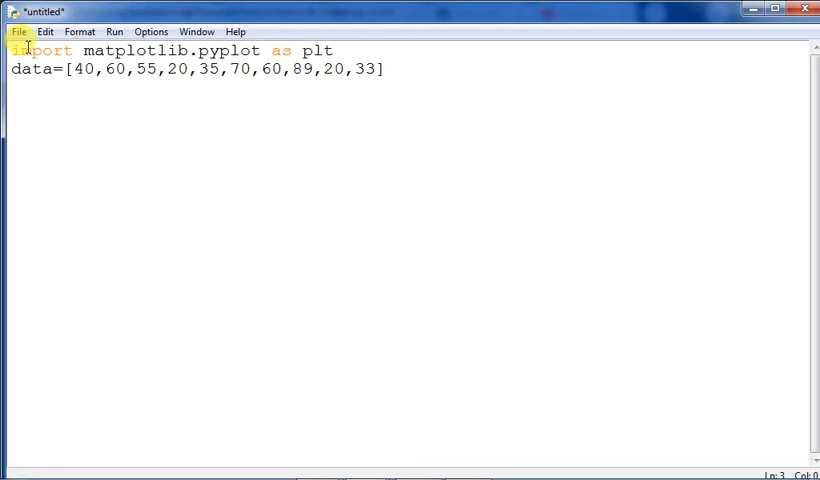 *untitled*
File Edit Format Run Options Window Help
import matplotlib.pyplot as plt
data=[40,60,55,20,35,70,60,89,20,33]
Ln: 3 Col: 0